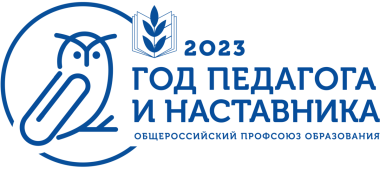 2023
ГОД ПЕДАГОГА
И НАСТАВНИКА
ОБЩЕРОССИЙСКИЙ ПРОФСОЮЗ ОБРАЗОВАНИЯ